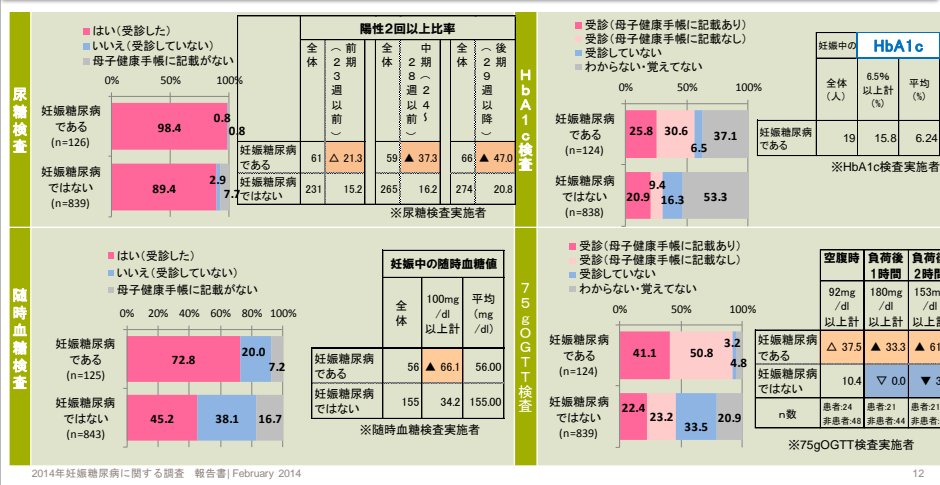 尿糖検査
はい（受診した）
いいえ（受診していない）
母子健康手帳に記載がない
0% 50% 100%
妊娠糖尿病
である
(n=126)
98.4 0.8 0.8
妊娠糖尿病
ではない
(n=839)
89.4 2.9 7.7
陽性2回以上比率
全体 前期（23週以前） 全体 中期（24～28週以前） 全体 後期（29週以降）
妊娠糖尿病である 61 △ 21.3 59 ▲ 37.3 66 ▲ 47.0
妊娠糖尿病ではない 231 15.2 265 16.2 274 20.8
※尿糖検査実施者
HbA1c検査
受診（母子健康手帳に記載あり）
受診（母子健康手帳に記載なし）
受診していない
わからない・覚えてない
0% 50% 100%
妊娠糖尿病
である
(n=124)
25.8 30.6 6.5 37.1
妊娠糖尿病
ではない
(n=838)
20.9 9.4 16.3 53.3
妊娠中の HbA1c
全体（人） 6.5%以上計（%） 平均（%）
妊娠糖尿病である 19 15.8 6.24
※HbA1c検査実施者
随時血糖検査
はい（受診した）
いいえ（受診していない）
母子健康手帳に記載がない
0% 20% 40% 60% 80% 100%
妊娠糖尿病
である
(n=125)
72.8 20.0 7.2
妊娠糖尿病
ではない
(n=843)
45.2 38.1 16.7
妊娠中の随時血糖値
全体 100mg/dl以上計 平均（mg/dl）
妊娠糖尿病である 56 ▲ 66.1 56.00
妊娠糖尿病ではない 155 34.2 155.00
※随時血糖検査実施者
75gOGTT検査
受診（母子健康手帳に記載あり）
受診（母子健康手帳に記載なし）
受診していない
わからない・覚えてない
0% 50% 100%
妊娠糖尿病
である
(n=124)
41.1 50.8 3.2 4.8
妊娠糖尿病
ではない
(n=839)
22.4 23.2 33.5 20.9
空腹時 負荷後1時間 負荷後2時
92mg/dl以上計 180mg/dl以上計 153m/dl以上計
妊娠糖尿病である △ 37.5 ▲ 33.3 ▲ 61
妊娠糖尿病ではない 10.4 ▽ 0.0 ▼
n数 患者:24 非患者:48 患者:21 非患者:44 患者:21 非患者:
※75gOGTT検査実施者
2014年妊娠糖尿病に関する調査 報告書| February 2014
12